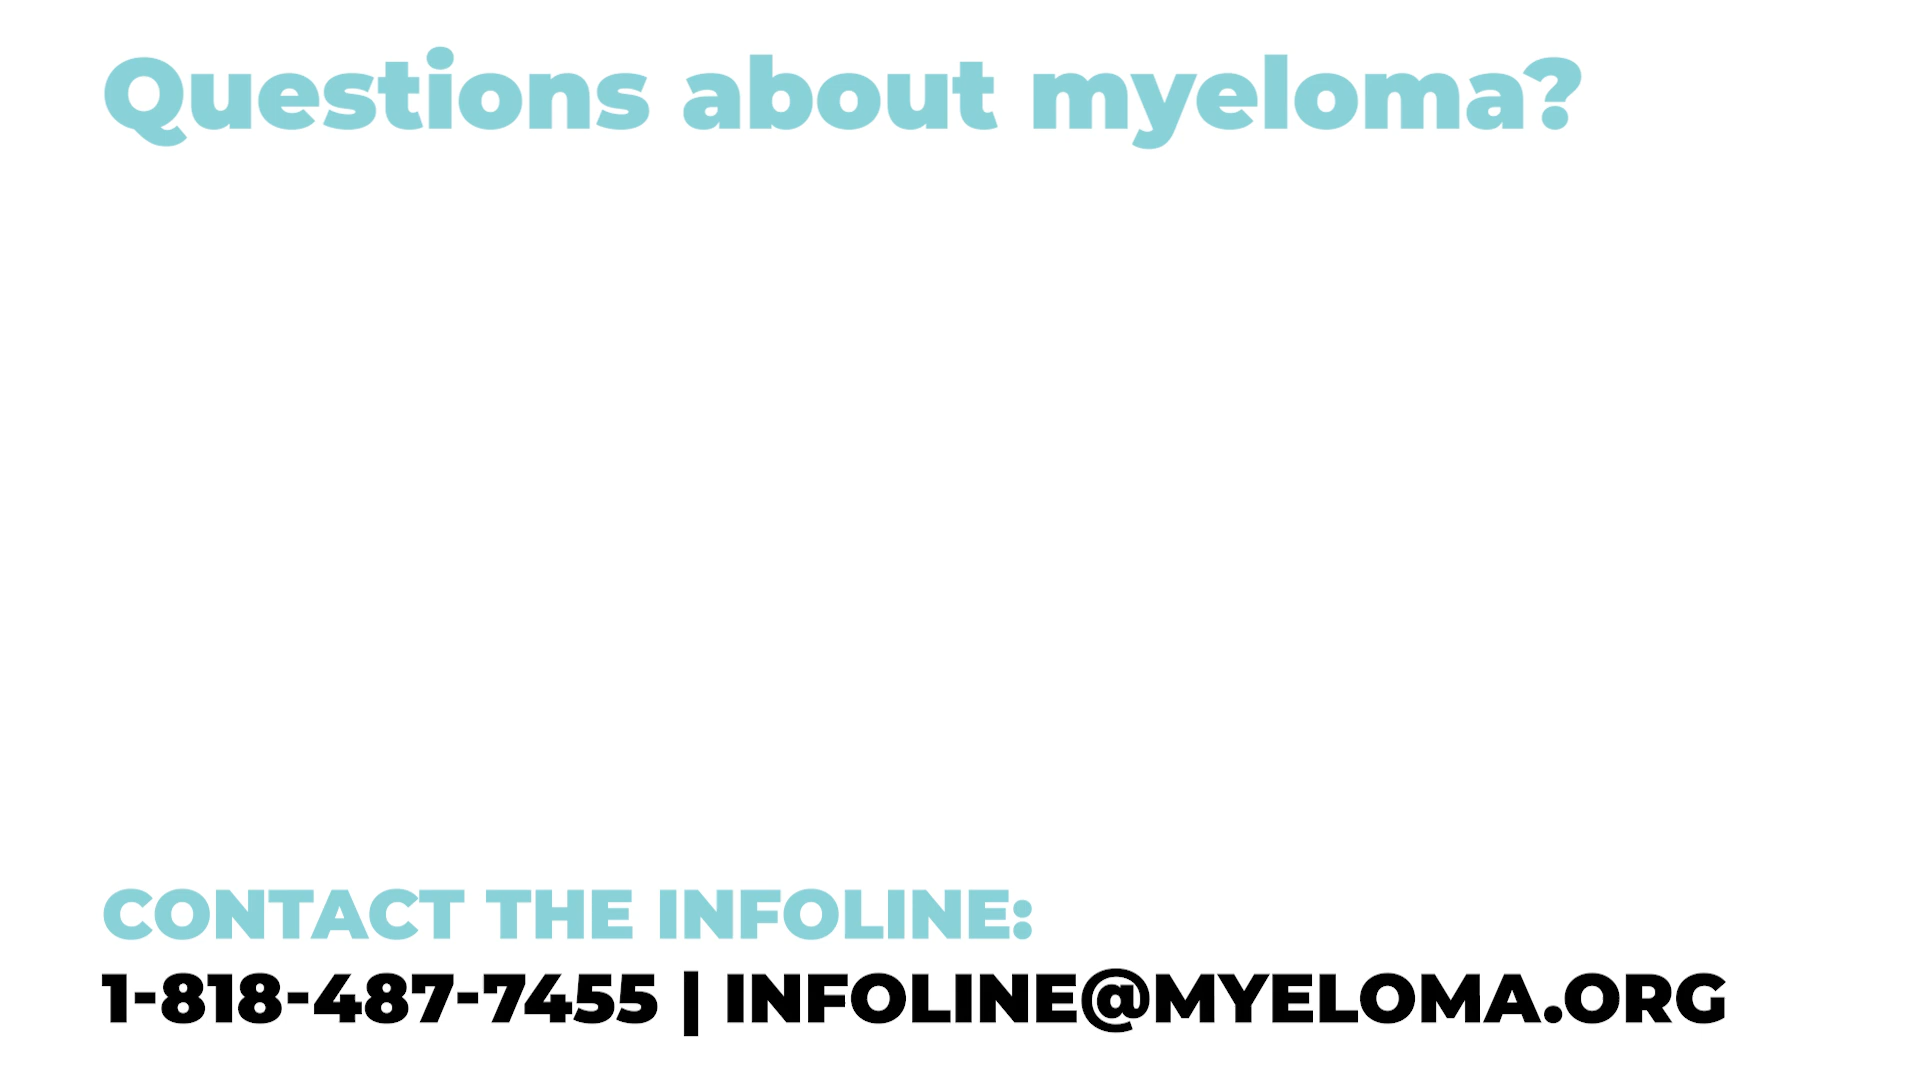 Questions about myeloma?
CONTACT THE INFOLINE:
1-818-487-7455 | INFOLINE@MYELOMA.ORG